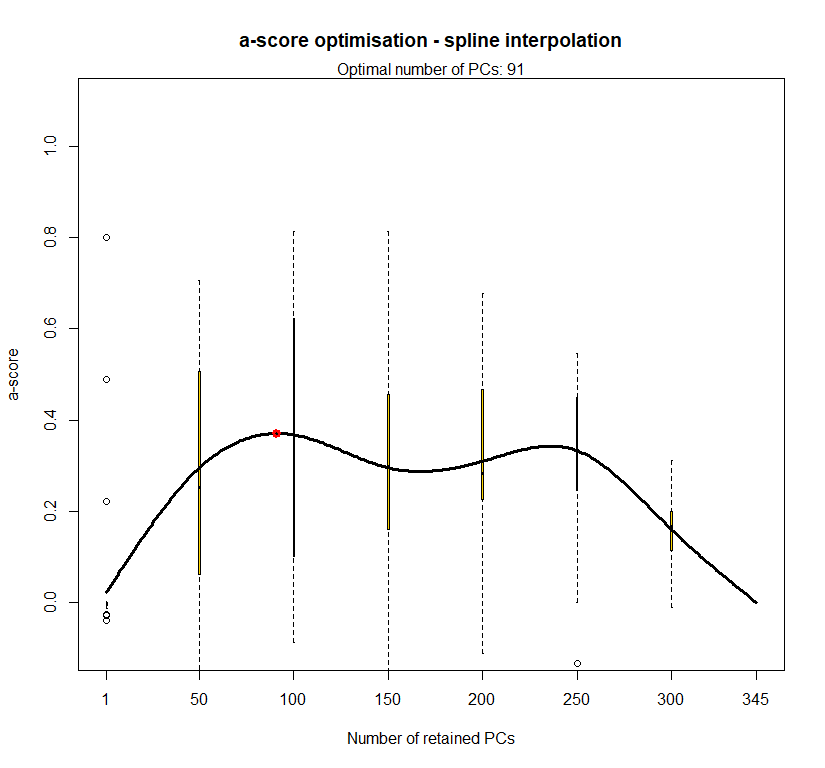 a-score optimisation - spline interpolation
Optimal number of PCs: 91
a-score
1.0
0.8
0.6
0.4
0.2
0.0
1 50 100 150 200 250 300 345
Number of retained PCs